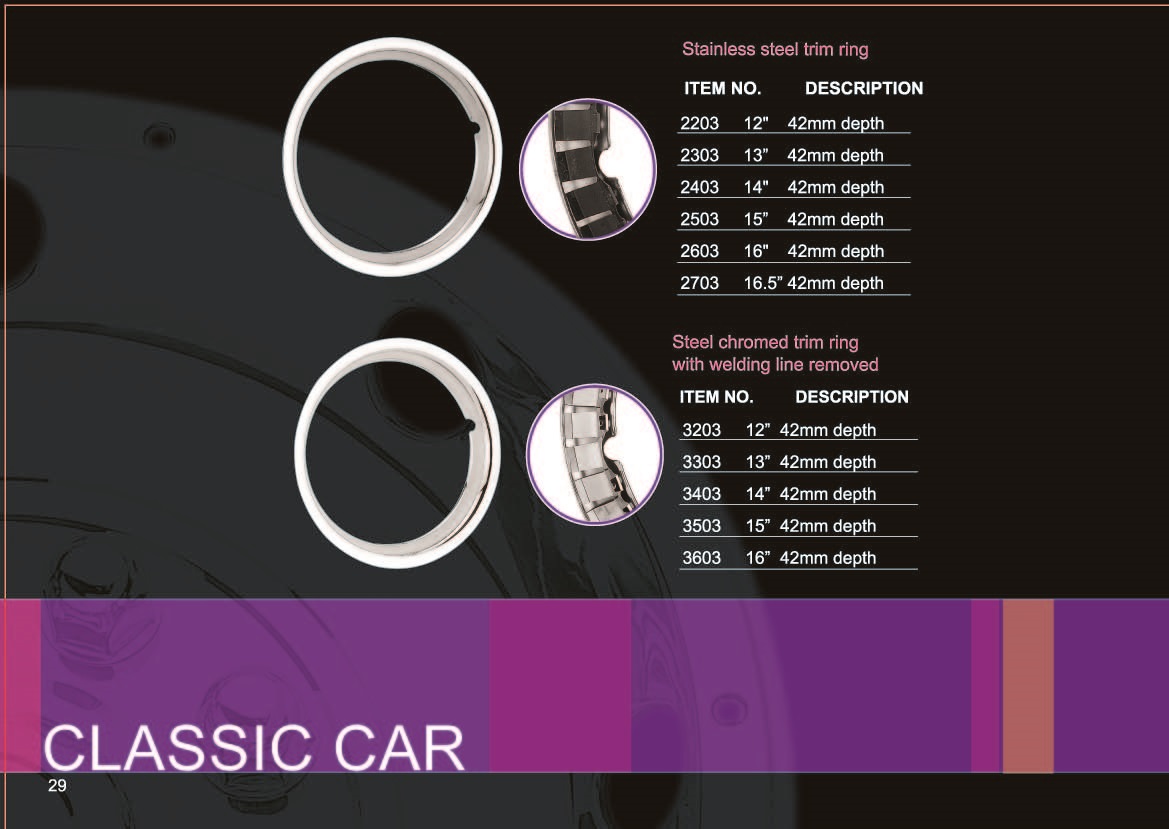 Stainless steel trim ring
ITEM NO. DESCRIPTION
2203 12" 42mm depth
2303 13” 42mm depth
2403 14" 42mm depth
2503 15” 42mm depth
2603 16" 42mm depth
2703 16.5” 42mm depth
Steel chromed trim ring
with welding line removed
ITEM NO. DESCRIPTION
3203 12” 42mm depth
3303 13” 42mm depth
3403 14” 42mm depth
3503 15” 42mm depth
3603 16” 42mm depth
CLASSIC CAR
29